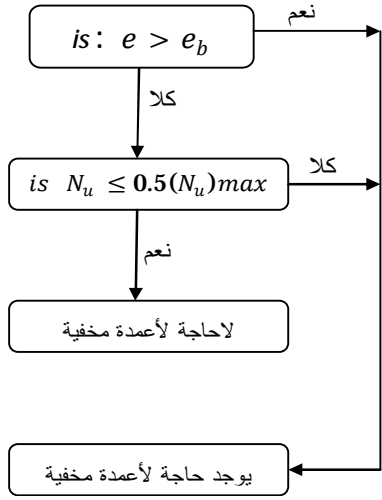 is: e > e_b
نعم
كلا
is N_u ≤ 0.5(N_u)max
كلا
نعم
لاحاجة لأعمدة مخفية
يوجد حاجة لأعمدة مخفية